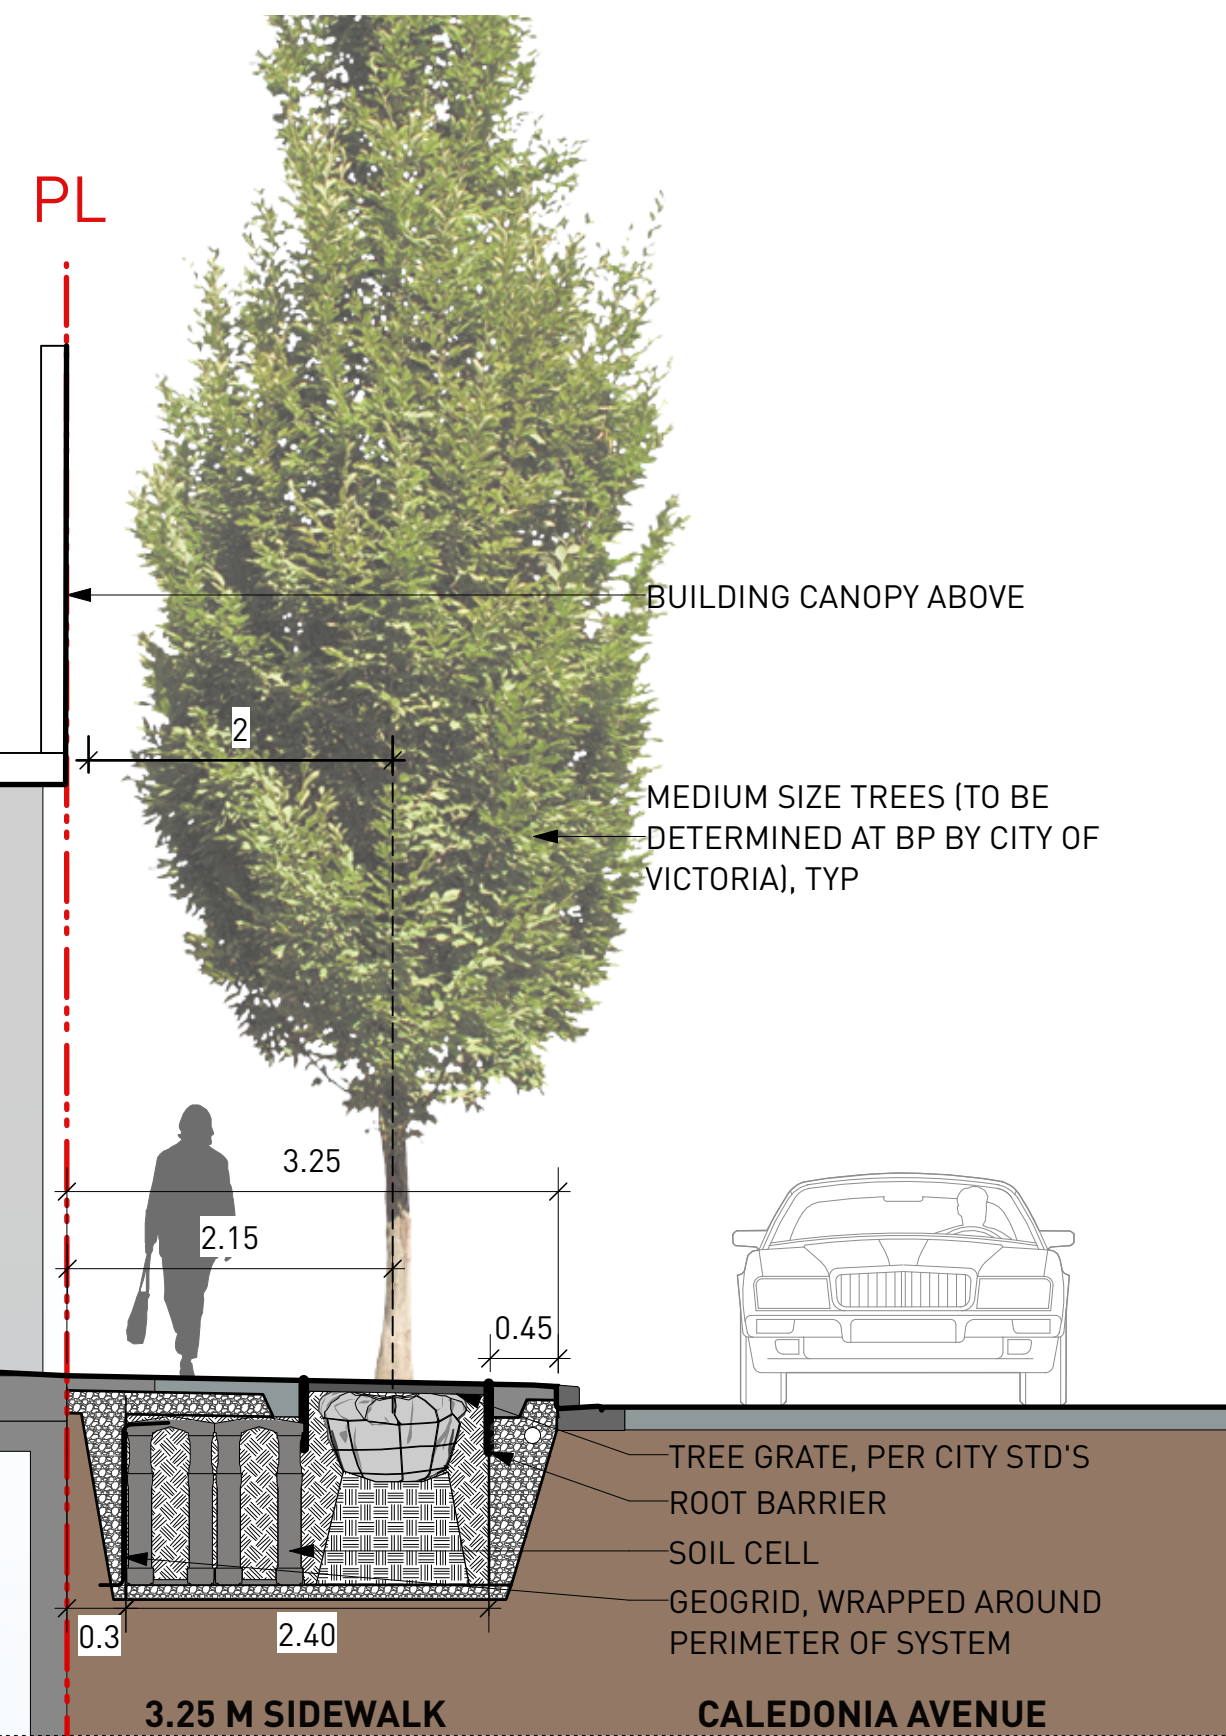 PL
BUILDING CANOPY ABOVE
2
MEDIUM SIZE TREES (TO BE
DETERMINED AT BP BY CITY OF
VICTORIA), TYP
3.25
2.15
0.45
TREE GRATE, PER CITY STD'S
ROOT BARRIER
SOIL CELL
GEOGRID, WRAPPED AROUND
PERIMETER OF SYSTEM
0.3
2.40
3.25 M SIDEWALK
CALEDONIA AVENUE